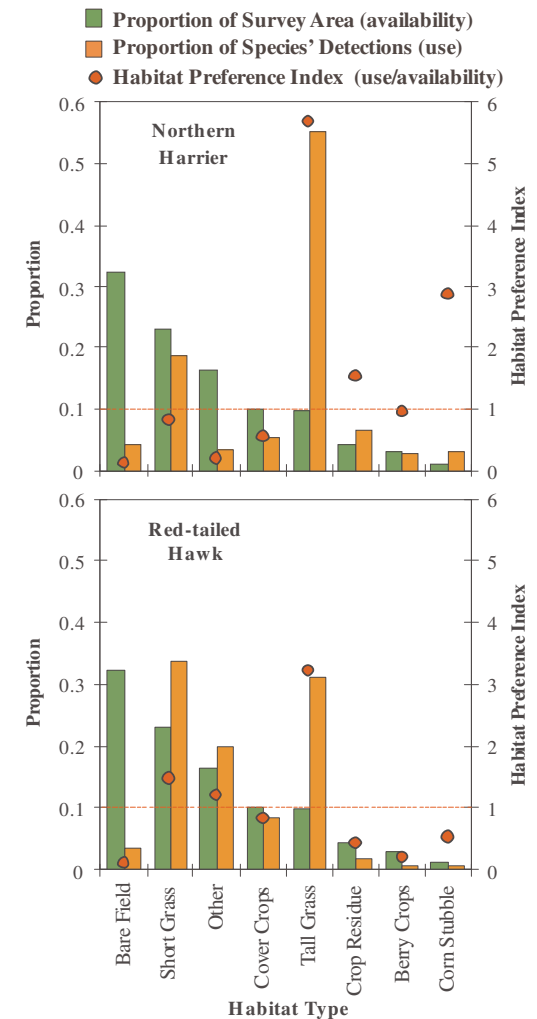 Proportion of Survey Area (availability)
Proportion of Species' Detections (use)
Habitat Preference Index (use/availability)
Northern
Harrier
0.6
0.5
0.4
0.3
0.2
0.1
0
Proportion
6
5
4
3
2
1
0
Habitat Preference Index
Red-tailed
Hawk
0.6
0.5
0.4
0.3
0.2
0.1
0
Proportion
6
5
4
3
2
1
0
Habitat Preference Index
Bare Field
Short Grass
Other
Cover Crops
Tall Grass
Crop Residue
Berry Crops
Corn Stubble
Habitat Type